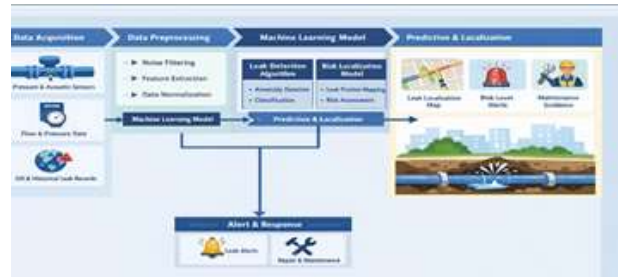 Data Acquisition
Pressure & Acoustic Sensors
Flow & Pressure Data
GIS & Historical Leak Records
Data Preprocessing
Noise Filtering
Feature Extraction
Data Normalization
Machine Learning Model
Machine Learning Model
Leak Detection
Algorithm
Anomaly Detection
Classification
Risk Localization
Model
Leak Position Mapping
Risk Assessment
Predictive & Localization
Predictive & Localization
Leak Localization
Map
Risk Level
Alerts
Maintenance
Guidance
Alert & Response
Leak Alerts
Repair & Maintenance